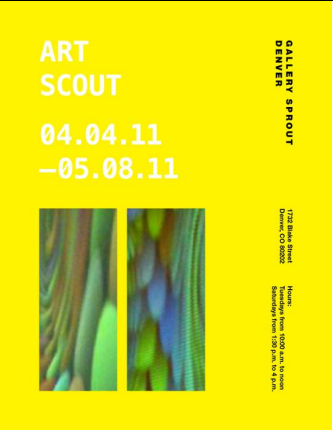 ART
SCOUT
04.04.11
—05.08.11
GALLERY SPROUT
DENVER
1732 Blake Street
Denver, CO 80202
Hours:
Tuesdays from 10:00 a.m. to noon
Saturdays from 1:30 p.m. to 4 p.m.